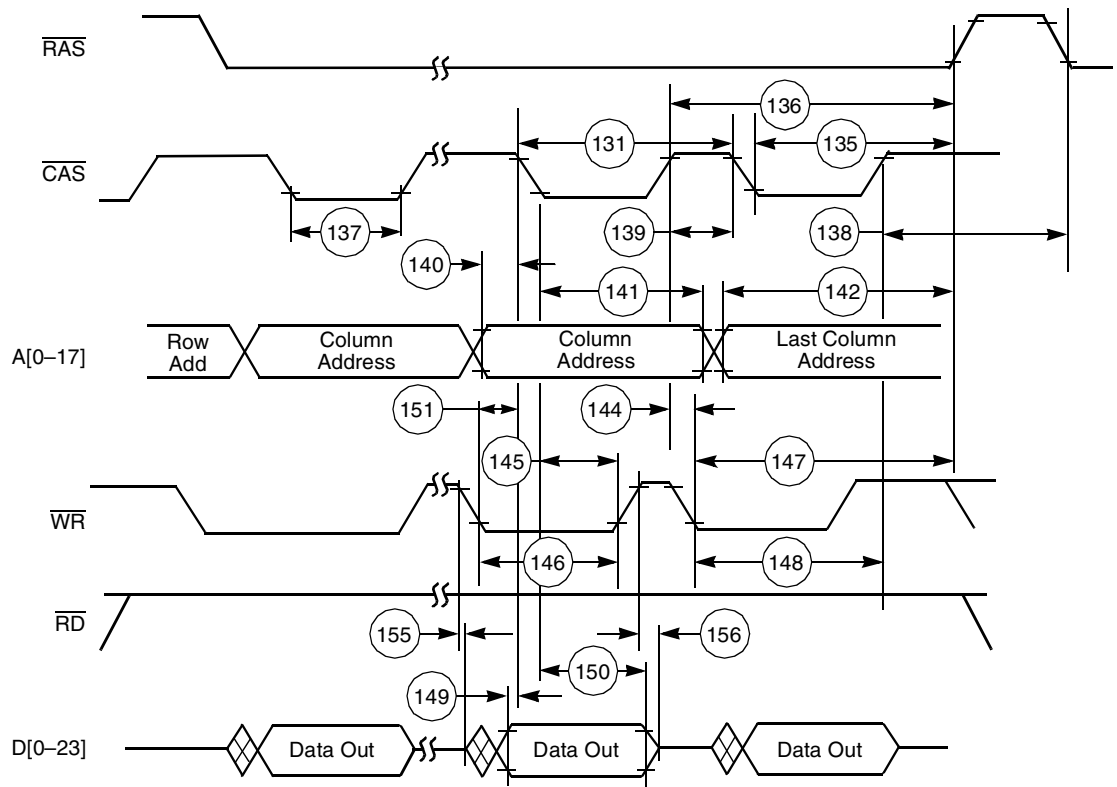 RAS
136
131
135
CAS
137
139
138
140
141
142
A[0–17]
Row
Add
Column
Address
Column
Address
Last Column
Address
151
144
145
147
WR
146
148
RD
155
156
150
149
D[0–23]
Data Out
Data Out
Data Out